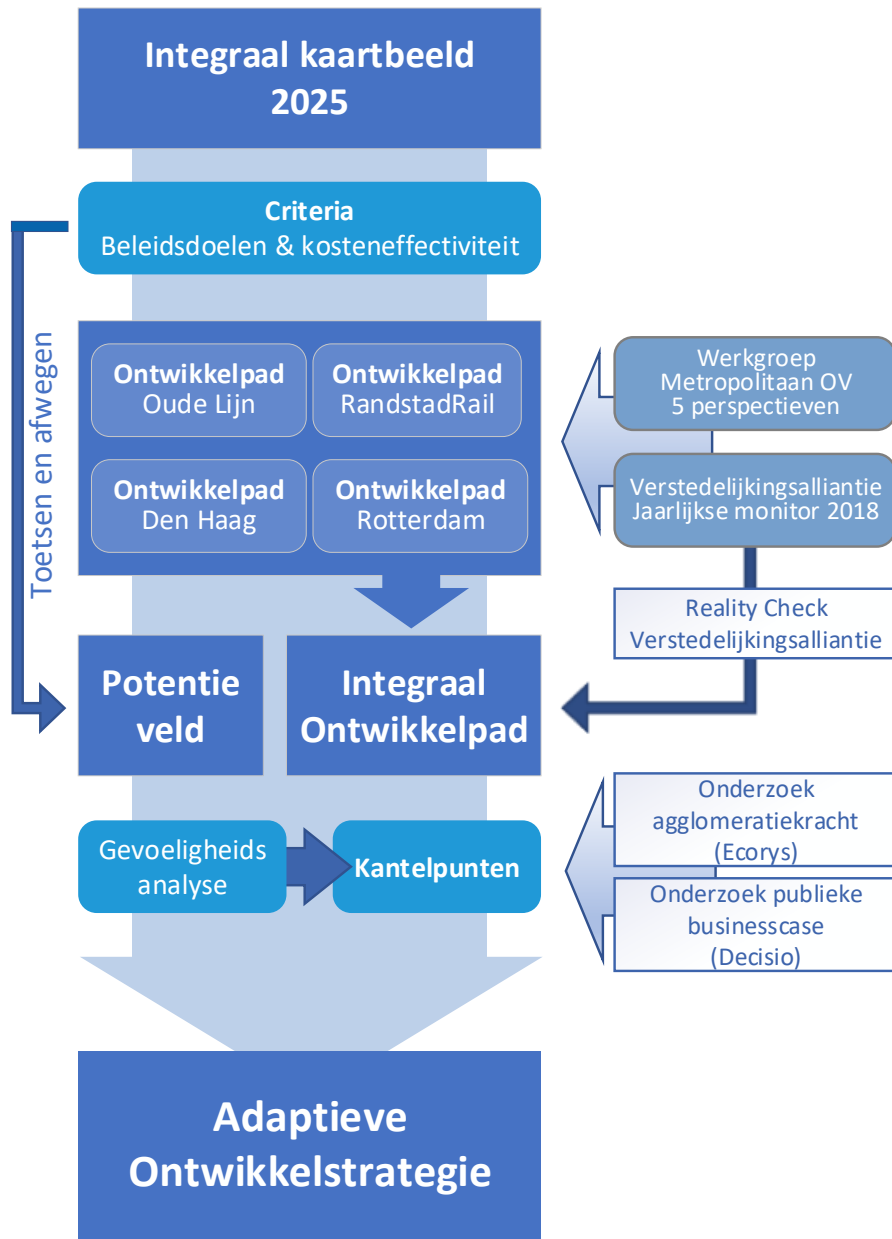 Integraal kaartbeeld
2025
Criteria
Beleidsdoelen & kosteneffectiviteit
Toetsen en afwegen
Ontwikkelpad
Oude Lijn
Ontwikkelpad
RandstadRail
Ontwikkelpad
Den Haag
Ontwikkelpad
Rotterdam
Werkgroep
Metropolitaan OV
5 perspectieven
Verstedelijkingsalliantie
Jaarlijkse monitor 2018
Reality Check
Verstedelijkingsalliantie
Potentie
veld
Integraal
Ontwikkelpad
Gevoeligheids
analyse
Kantelpunten
Onderzoek
agglomeratiekracht
(Ecorys)
Onderzoek publieke
businesscase
(Decisio)
Adaptieve
Ontwikkelstrategie